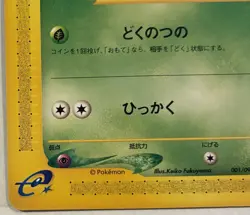 どくのつの
コインを1回投げ、「おもて」なら、相手を「どく」状態にする。
ひっかく
弱点 抵抗力 にげる
© Pokémon Illus. Keiko Fukuyama 001/09